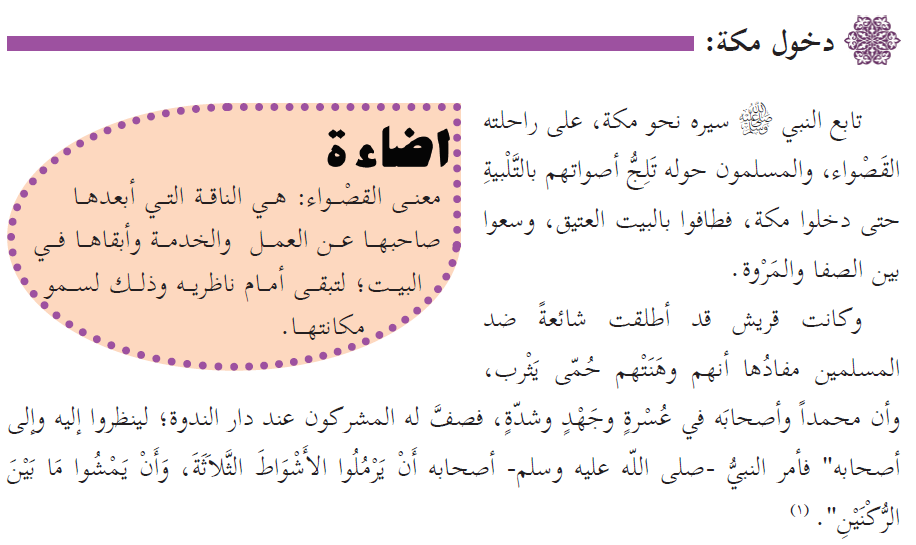 دخول مكة:
تابع النبي ﷺ سيره نحو مكة، على راحلته
القَصْواء، والمسلمون حوله تَلِجُّ أصواتهم بالتَّلْبيةِ
حتى دخلوا مكة، فطافوا بالبيت العتيق، وسعوا
بين الصفا والمَرْوة.
اضاءة
معنى القصْواء: هي الناقة التي أبعدها
صاحبها عن العمل والخدمة وأبقاها في
البيت؛ لتبقى أمام ناظريه وذلك لسمو
مكانتها.
وكانت قريش قد أطلقت شائعةً ضد
المسلمين مفادُها أنهم وهَنَتْهم حُمّى يَثْرب،
وأن محمداً وأصحابَه في عُسْرةٍ وجَهْدٍ وشدّةٍ، فصفَّ له المشركون عند دار الندوة؛ لينظروا إليه وإلى
أصحابه" فأمر النبيُّ -صلى اللّه عليه وسلم- أصحابه أَنْ يَرْمُلُوا الأَشْوَاطَ الثَّلاَثَةَ، وَأَنْ يَمْشُوا مَا بَيْنَ
الرُّكْنَيْنِ". (١)